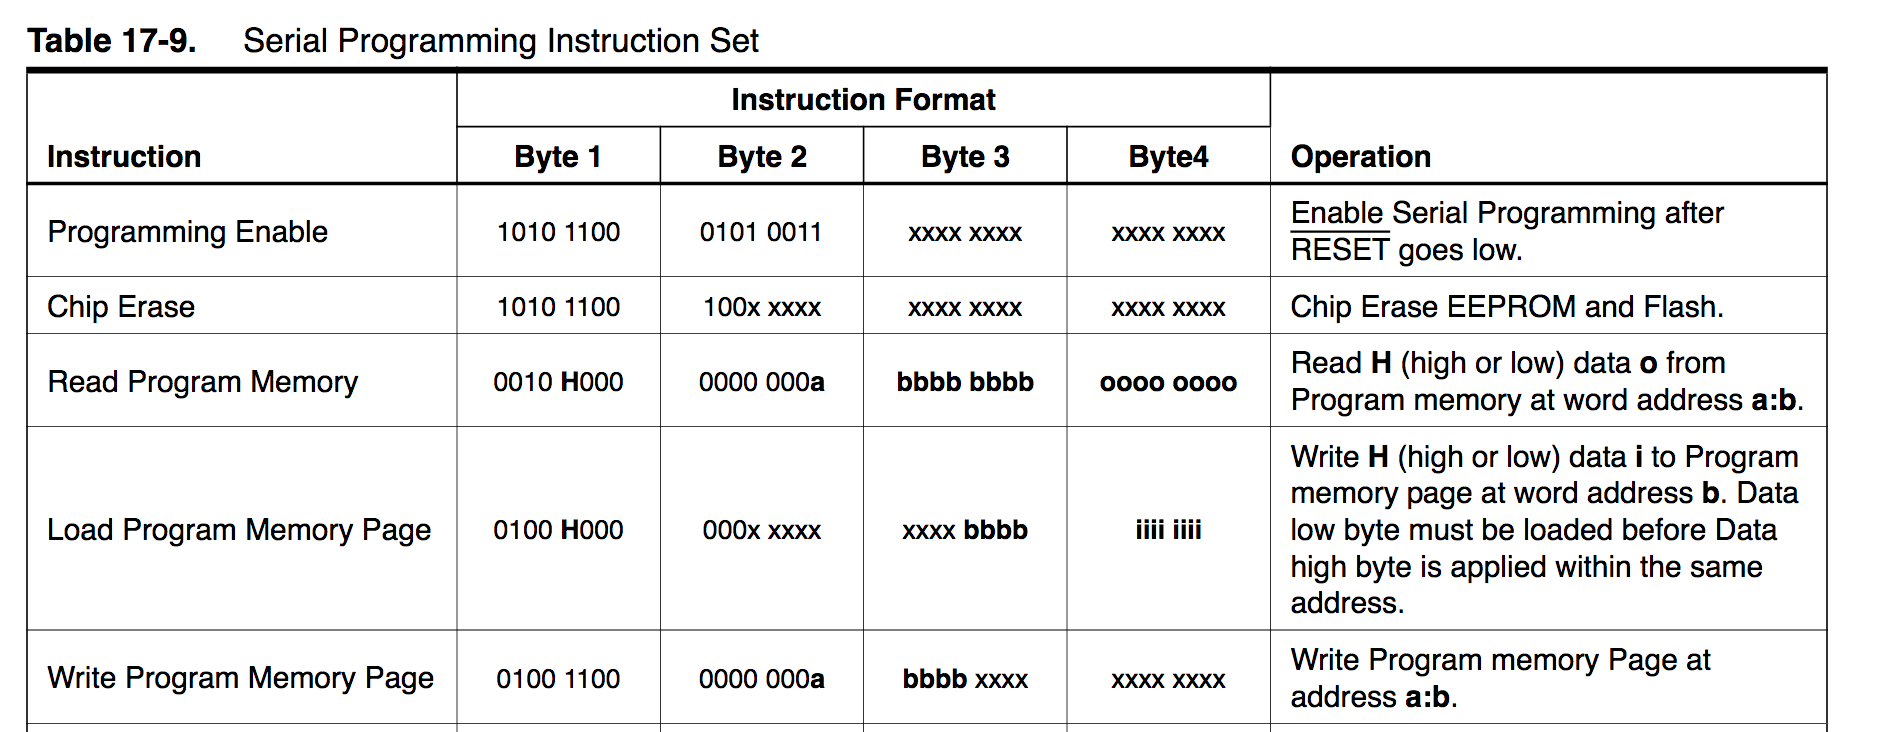 Table 17-9. Serial Programming Instruction Set
Instruction Format
Instruction Byte 1 Byte 2 Byte 3 Byte4 Operation
Programming Enable 1010 1100 0101 0011 xxxx xxxx xxxx xxxx Enable Serial Programming after
RESET goes low.
Chip Erase 1010 1100 100x xxxx xxxx xxxx xxxx xxxx Chip Erase EEPROM and Flash.
Read Program Memory 0010 H000 0000 000a bbbb bbbb oooo oooo Read H (high or low) data o from
Program memory at word address a:b.
Load Program Memory Page 0100 H000 000x xxxx xxxx bbbb iiii iiii Write H (high or low) data i to Program
memory page at word address b. Data
low byte must be loaded before Data
high byte is applied within the same
address.
Write Program Memory Page 0100 1100 0000 000a bbbb xxxx xxxx xxxx Write Program memory Page at
address a:b.